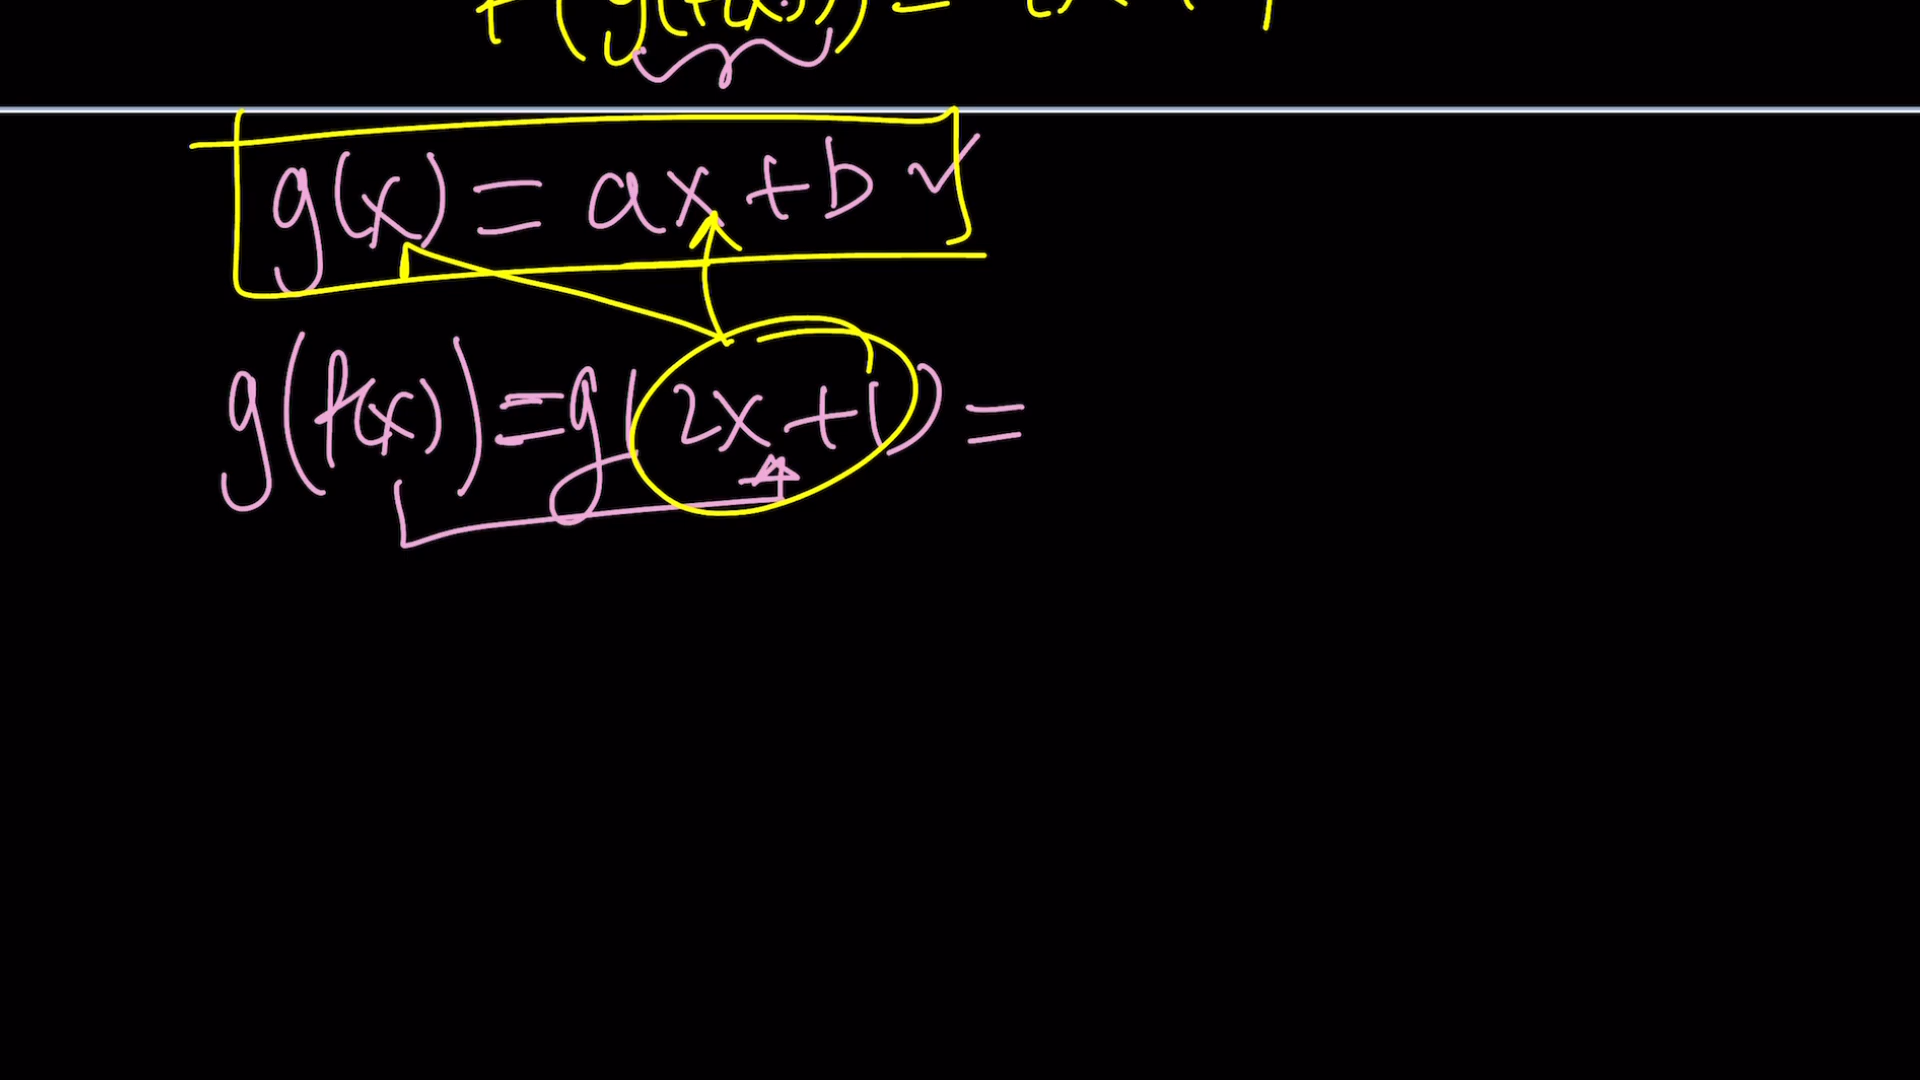 f(g(f(x))) =
g(x) = ax + b ✓
g(f(x)) = g(2x + 1) =